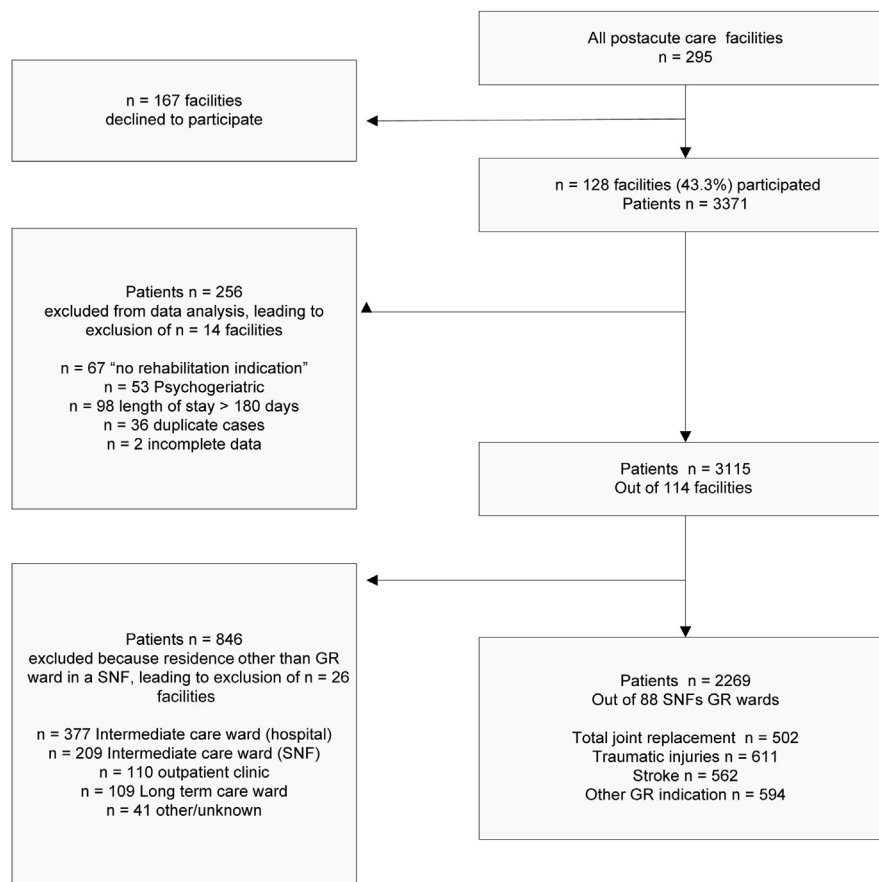 All postacute care facilities
n = 295
n = 167 facilities
declined to participate
n = 128 facilities (43.3%) participated
Patients n = 3371
Patients n = 256
excluded from data analysis, leading to
exclusion of n = 14 facilities
n = 67 “no rehabilitation indication”
n = 53 Psychogeriatric
n = 98 length of stay > 180 days
n = 36 duplicate cases
n = 2 incomplete data
Patients n = 3115
Out of 114 facilities
Patients n = 846
excluded because residence other than GR
ward in a SNF, leading to exclusion of n = 26
facilities
n = 377 Intermediate care ward (hospital)
n = 209 Intermediate care ward (SNF)
n = 110 outpatient clinic
n = 109 Long term care ward
n = 41 other/unknown
Patients n = 2269
Out of 88 SNFs GR wards
Total joint replacement n = 502
Traumatic injuries n = 611
Stroke n = 562
Other GR indication n = 594